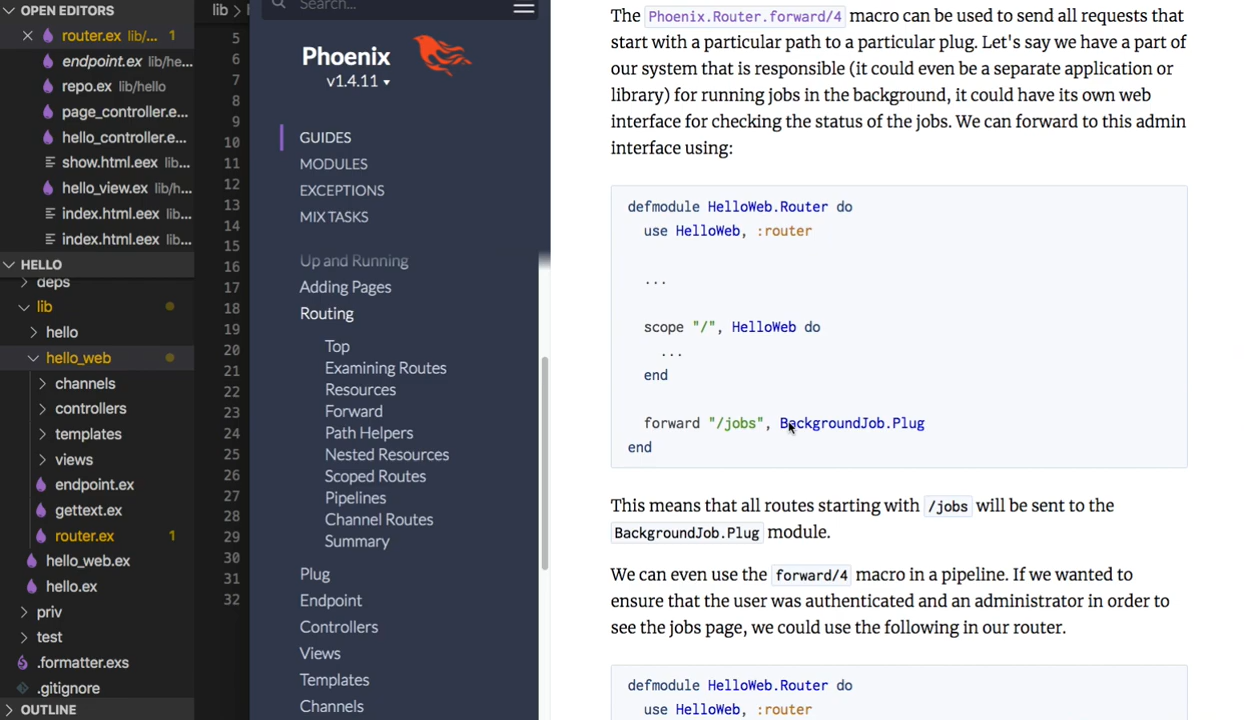 OPEN EDITORS
router.ex lib/... 1
endpoint.ex lib/he...
repo.ex lib/hello
page_controller.e...
hello_controller.e...
show.html.eex lib...
hello_view.ex lib/h...
index.html.eex lib...
index.html.eex lib...
HELLO
deps
lib
hello
hello_web
channels
controllers
templates
views
endpoint.ex
gettext.ex
router.ex 1
hello_web.ex
hello.ex
priv
test
.formatter.exs
.gitignore
OUTLINE
lib
5
6
7
8
9
10
11
12
13
14
15
16
17
18
19
20
21
22
23
24
25
26
27
28
29
30
31
32
Search...
Phoenix
v1.4.11
GUIDES
MODULES
EXCEPTIONS
MIX TASKS
Up and Running
Adding Pages
Routing
Top
Examining Routes
Resources
Forward
Path Helpers
Nested Resources
Scoped Routes
Pipelines
Channel Routes
Summary
Plug
Endpoint
Controllers
Views
Templates
Channels
The Phoenix.Router.forward/4 macro can be used to send all requests that
start with a particular path to a particular plug. Let's say we have a part of
our system that is responsible (it could even be a separate application or
library) for running jobs in the background, it could have its own web
interface for checking the status of the jobs. We can forward to this admin
interface using:
defmodule HelloWeb.Router do
use HelloWeb, :router
...
scope "/", HelloWeb do
...
end
forward "/jobs", BackgroundJob.Plug
end
This means that all routes starting with /jobs will be sent to the
BackgroundJob.Plug module.
We can even use the forward/4 macro in a pipeline. If we wanted to
ensure that the user was authenticated and an administrator in order to
see the jobs page, we could use the following in our router.
defmodule HelloWeb.Router do
use HelloWeb, :router